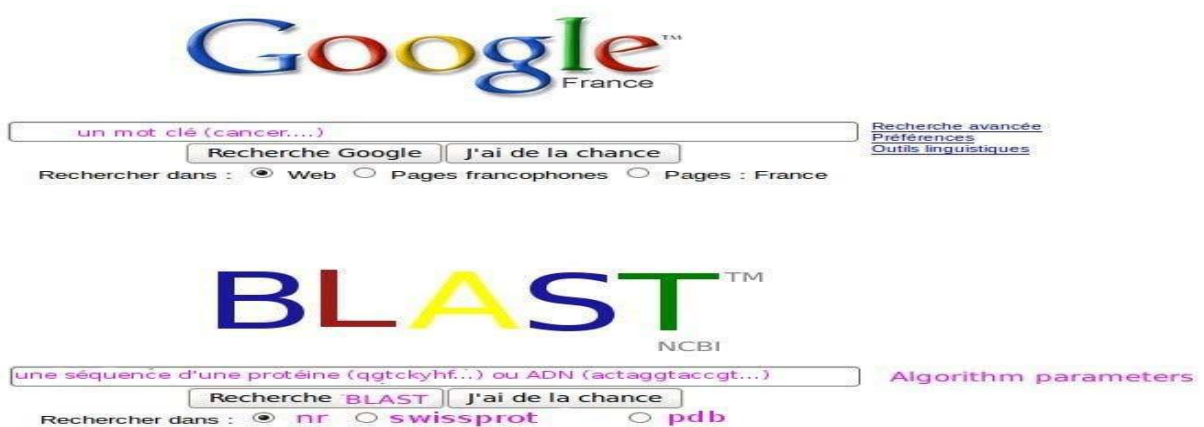 Google™
France
un mot clé (cancer....)
Recherche avancée
Préférences
Outils linguistiques
Recherche Google J'ai de la chance
Rechercher dans : Web Pages francophones Pages : France
BLAST™
NCBI
une séquence d'une protéine (qgtckyhf...) ou ADN (actaggtaccgt...)
Algorithm parameters
Recherche BLAST J'ai de la chance
Rechercher dans : nr swissprot pdb